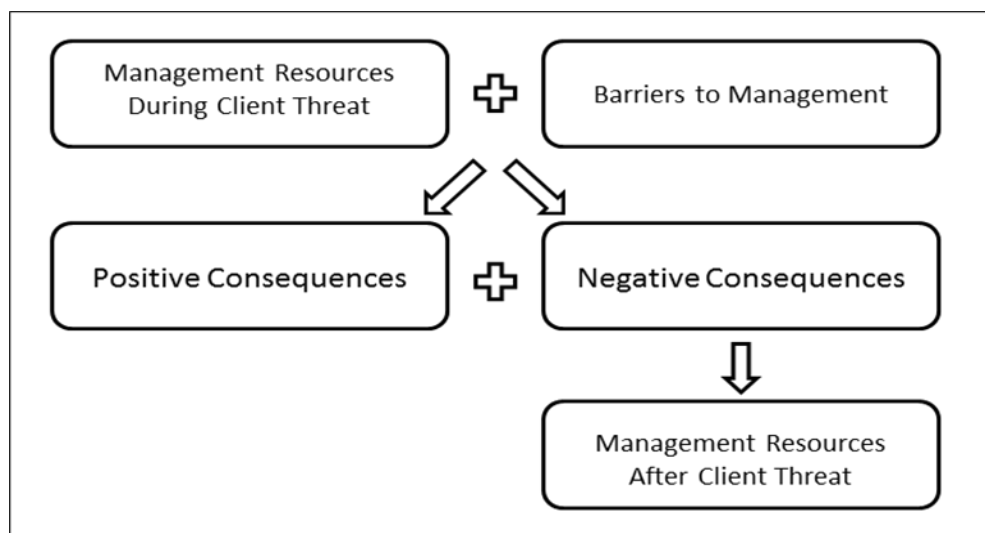 Management Resources
During Client Threat
Barriers to Management
Positive Consequences
Negative Consequences
Management Resources
After Client Threat